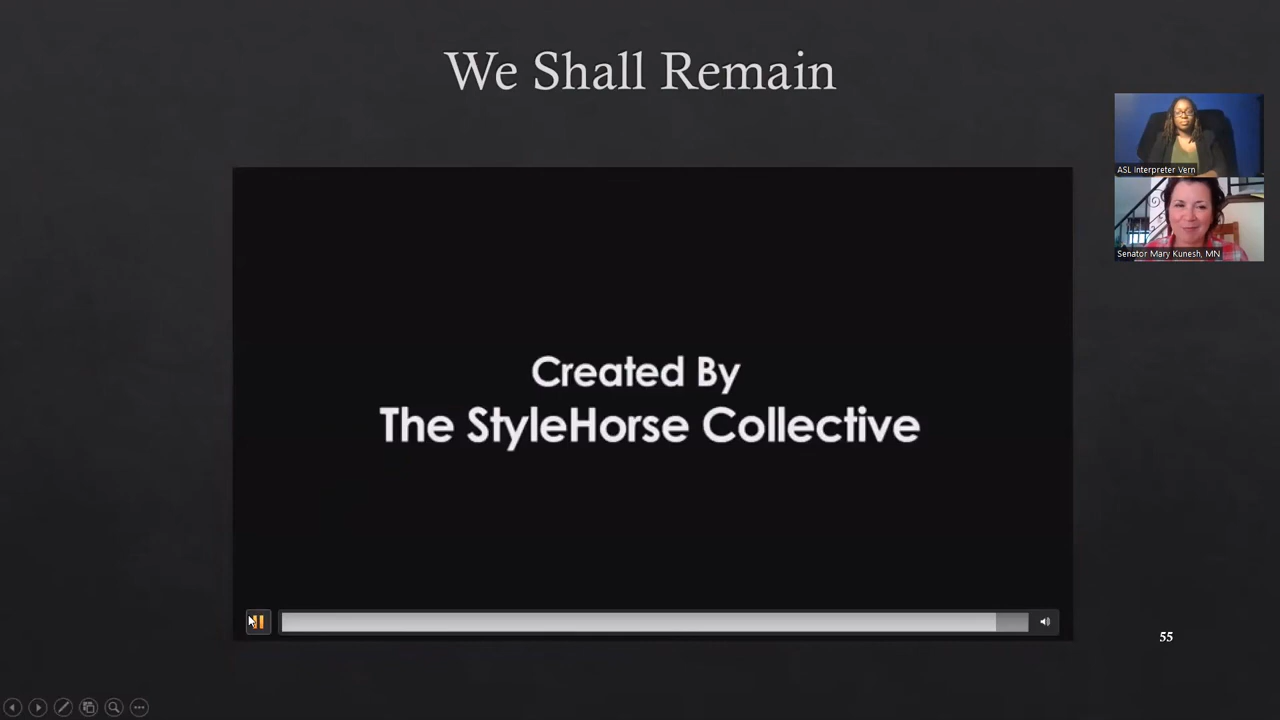 We Shall Remain
ASL Interpreter Vern
Senator Mary Kunesh, MN
Created By
The StyleHorse Collective
55